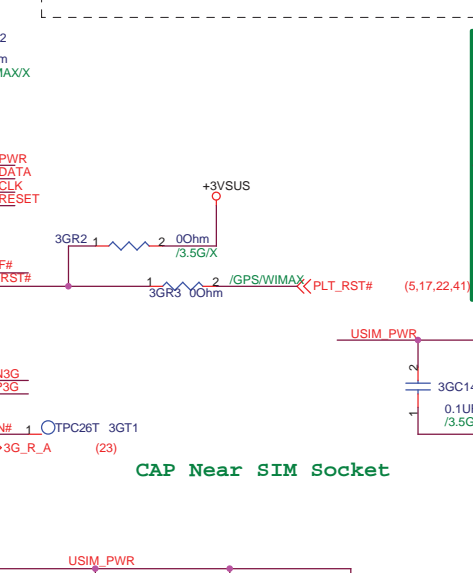 2
m
MAX/X
PWR
DATA
CLK
RESET
+3VSUS
3GR2 1 2 0Ohm
/3.5G/X
F#
RST#
1 2 /GPS/WIMAX
3GR3 0Ohm
PLT_RST# (5,17,22,41)
USIM_PWR
2
3GC14
1
0.1U
/3.5G
N3G
P3G
N# 1 TPC26T 3GT1
3G_R_A (23)
CAP Near SIM Socket
USIM_PWR